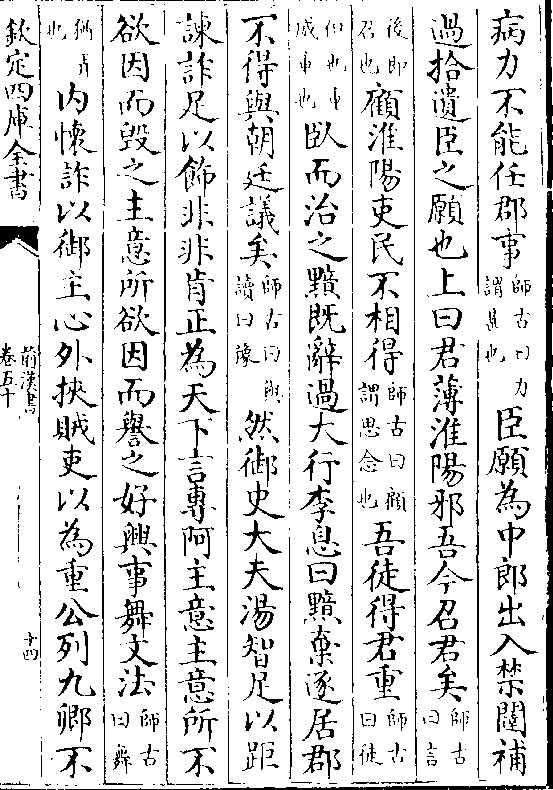 病力不能任郡事師古曰力謂甚也臣願為中郎出入禁闥補
過拾遺臣之願也上曰君薄淮陽邪吾今召君矣師古曰言
後即召也顧淮陽吏民不相得師古曰顧謂思念也吾徒得君重師古曰徒
但也重威重也臥而治之黯既辭過大行李息曰黯棄逐居郡
不得與朝廷議矣師古曰與讀曰豫然御史大夫湯智足以距
諫詐足以飾非非肯正為天下言專阿主意主意所不
欲因而毀之主意所欲因而譽之好興事舞文法師古曰舞
猶弄也内懷詐以御主心外挾賊吏以為重公列九卿不
欽定四庫全書
前漢書
卷五十
十四